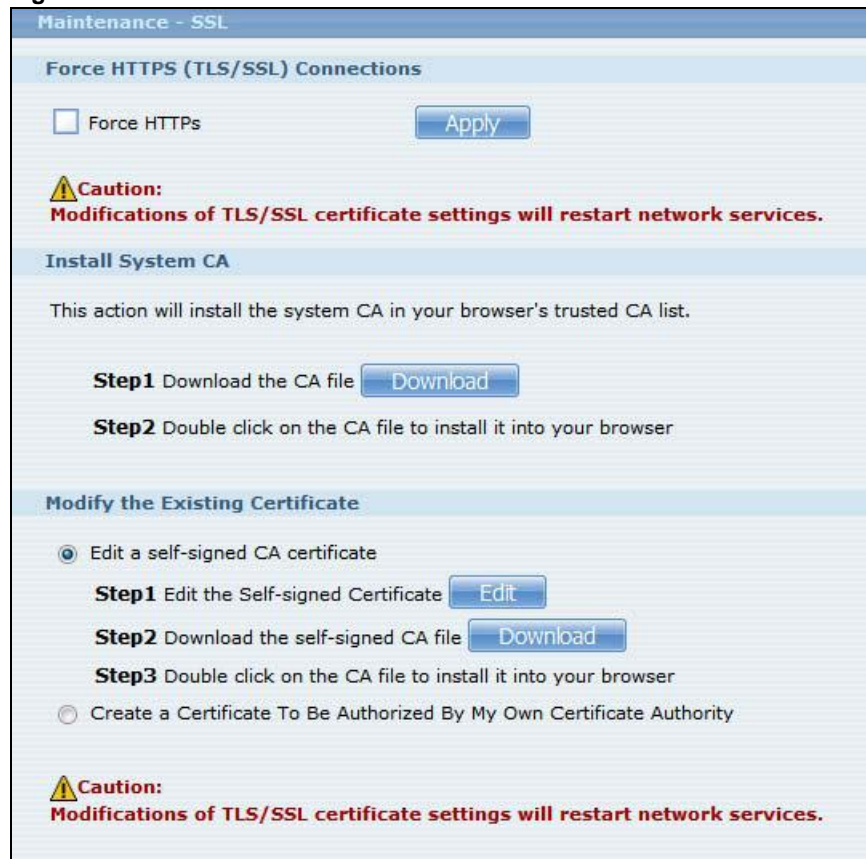 Maintenance - SSL
Force HTTPS (TLS/SSL) Connections
Force HTTPs Apply
Caution:
Modifications of TLS/SSL certificate settings will restart network services.
Install System CA
This action will install the system CA in your browser's trusted CA list.
Step1 Download the CA file Download
Step2 Double click on the CA file to install it into your browser
Modify the Existing Certificate
Edit a self-signed CA certificate
Step1 Edit the Self-signed Certificate Edit
Step2 Download the self-signed CA file Download
Step3 Double click on the CA file to install it into your browser
Create a Certificate To Be Authorized By My Own Certificate Authority
Caution:
Modifications of TLS/SSL certificate settings will restart network services.